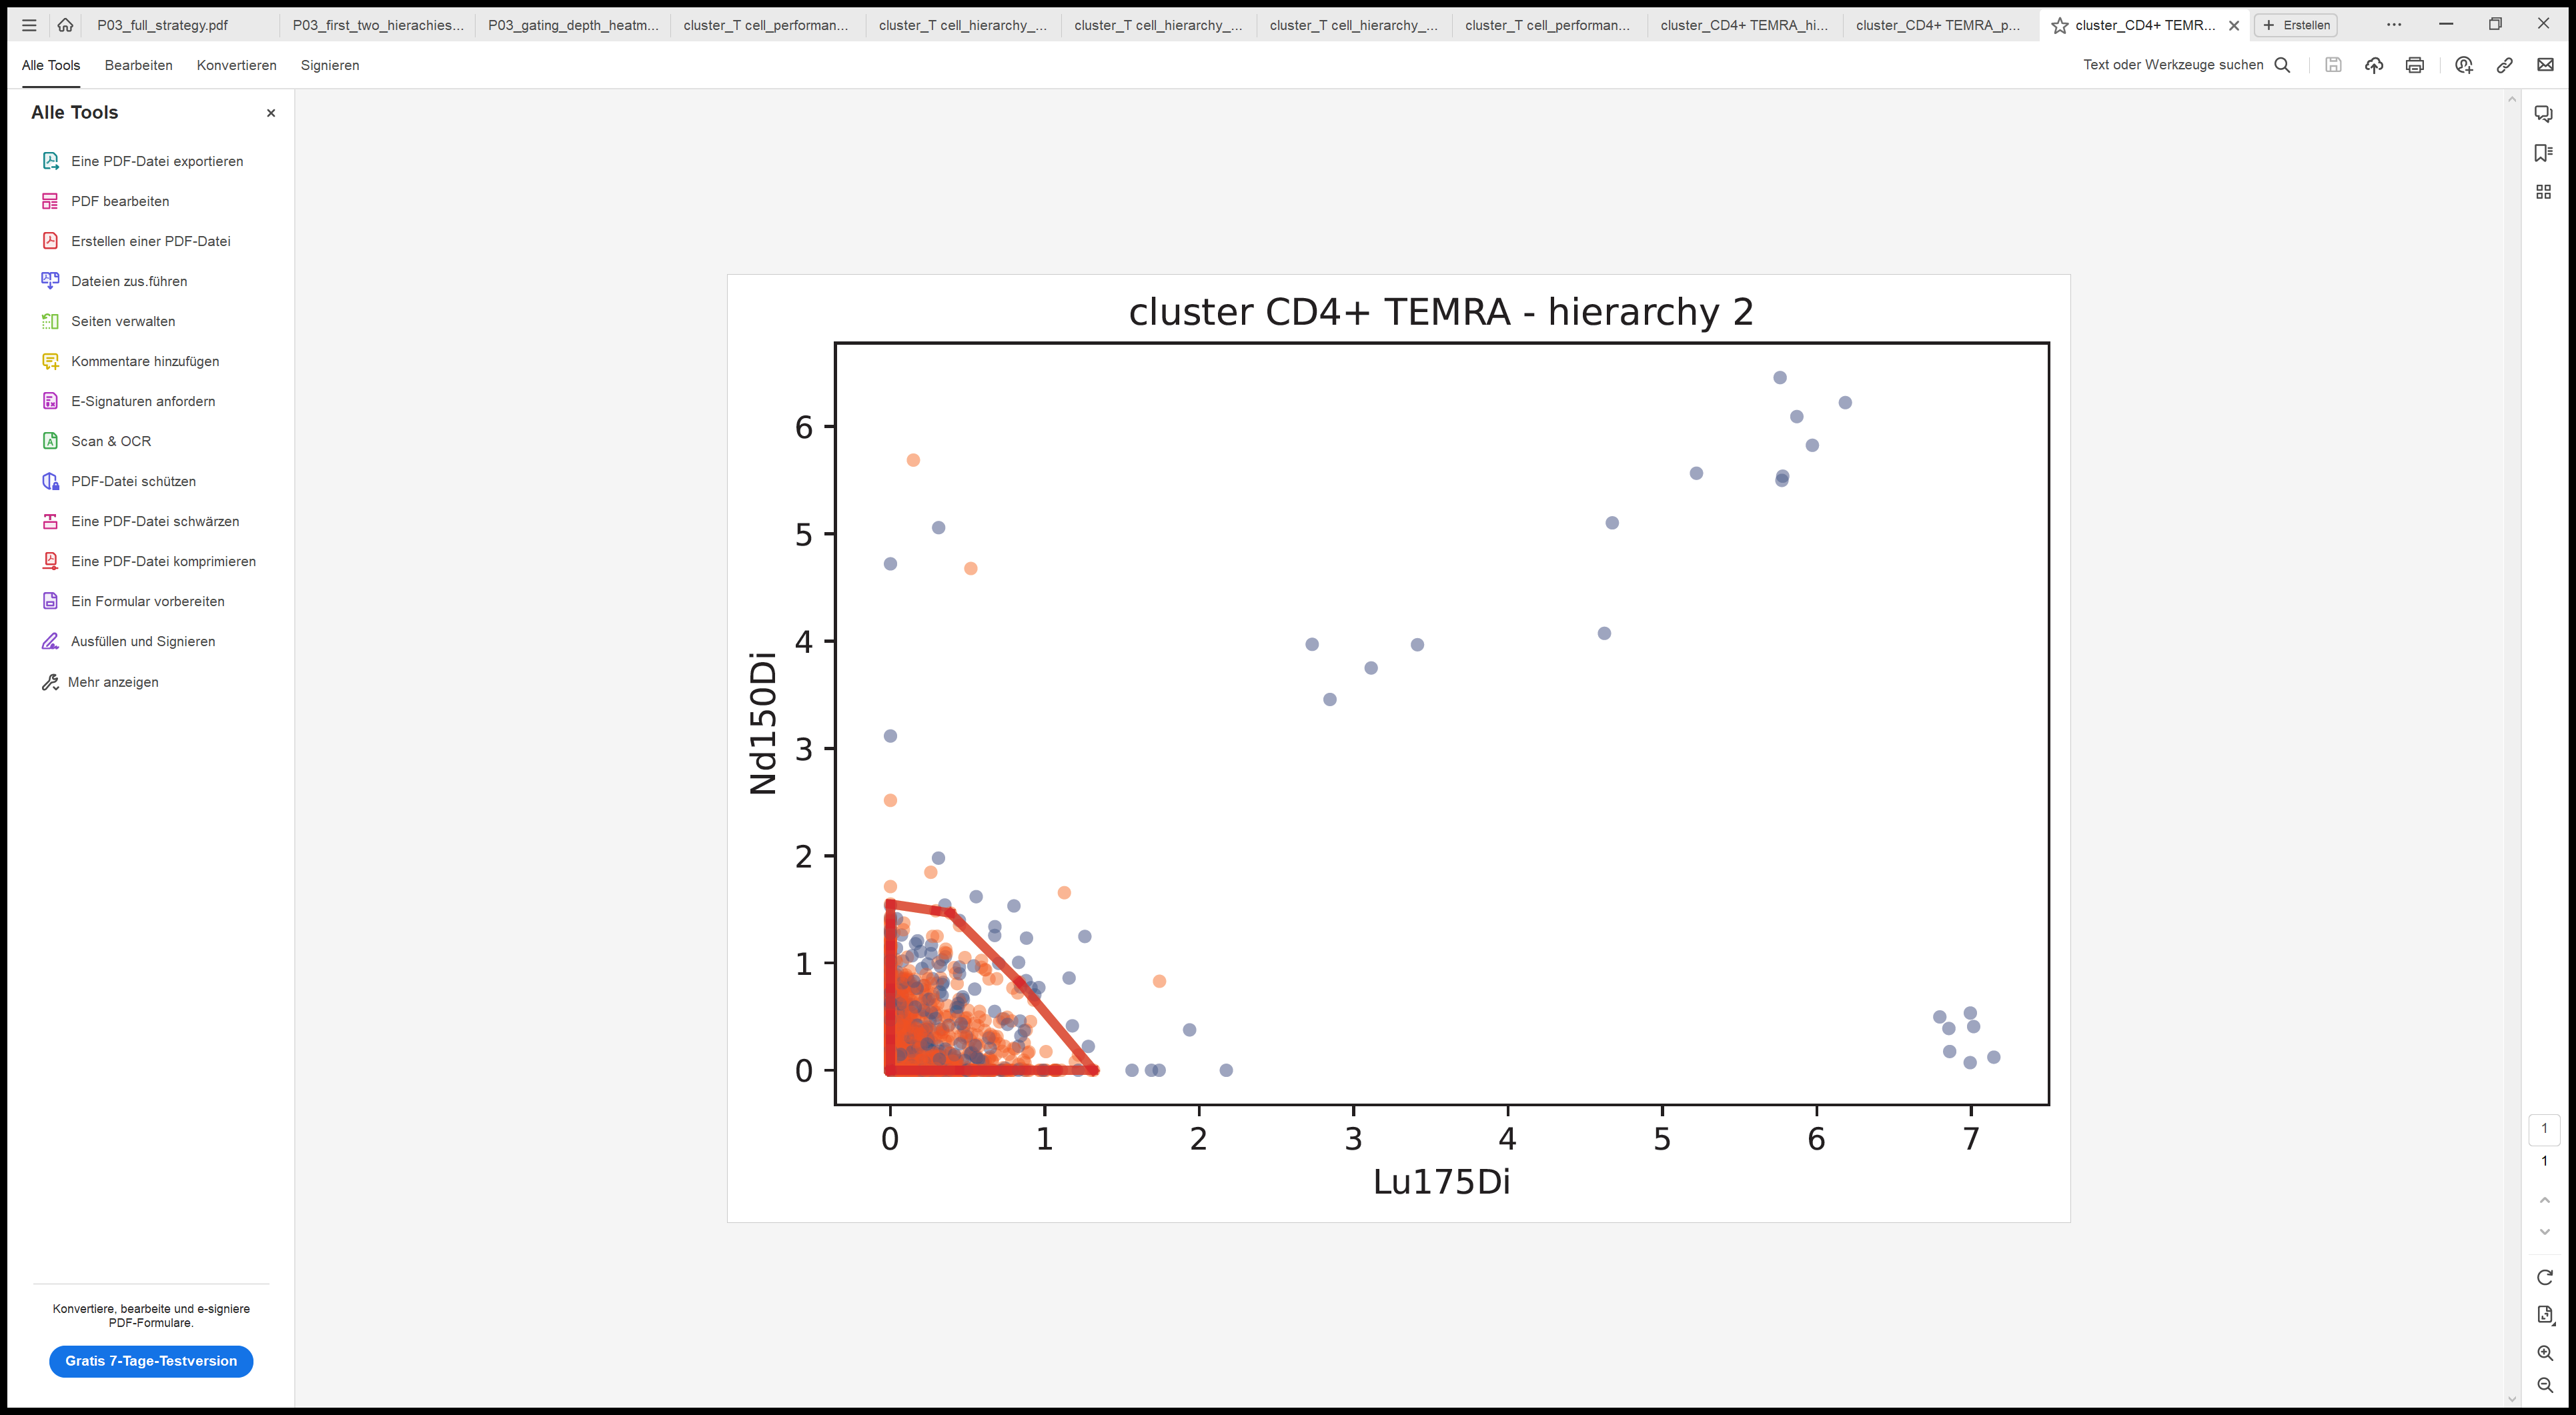 P03_full_strategy.pdf
P03_first_two_hierachies...
P03_gating_depth_heatm...
cluster_T cell_performan...
cluster_T cell_hierarchy_...
cluster_T cell_hierarchy_...
cluster_T cell_hierarchy_...
cluster_T cell_performan...
cluster_CD4+ TEMRA_hi...
cluster_CD4+ TEMRA_p...
cluster_CD4+ TEMR...
Erstellen
Alle Tools
Bearbeiten
Konvertieren
Signieren
Text oder Werkzeuge suchen
Alle Tools
Eine PDF-Datei exportieren
PDF bearbeiten
Erstellen einer PDF-Datei
Dateien zus.führen
Seiten verwalten
Kommentare hinzufügen
E-Signaturen anfordern
Scan & OCR
PDF-Datei schützen
Eine PDF-Datei schwärzen
Eine PDF-Datei komprimieren
Ein Formular vorbereiten
Ausfüllen und Signieren
Mehr anzeigen
Konvertiere, bearbeite und e-signiere
PDF-Formulare.
Gratis 7-Tage-Testversion
cluster CD4+ TEMRA - hierarchy 2
Nd150Di
6
5
4
3
2
1
0
0
1
2
3
4
5
6
7
Lu175Di
1
1